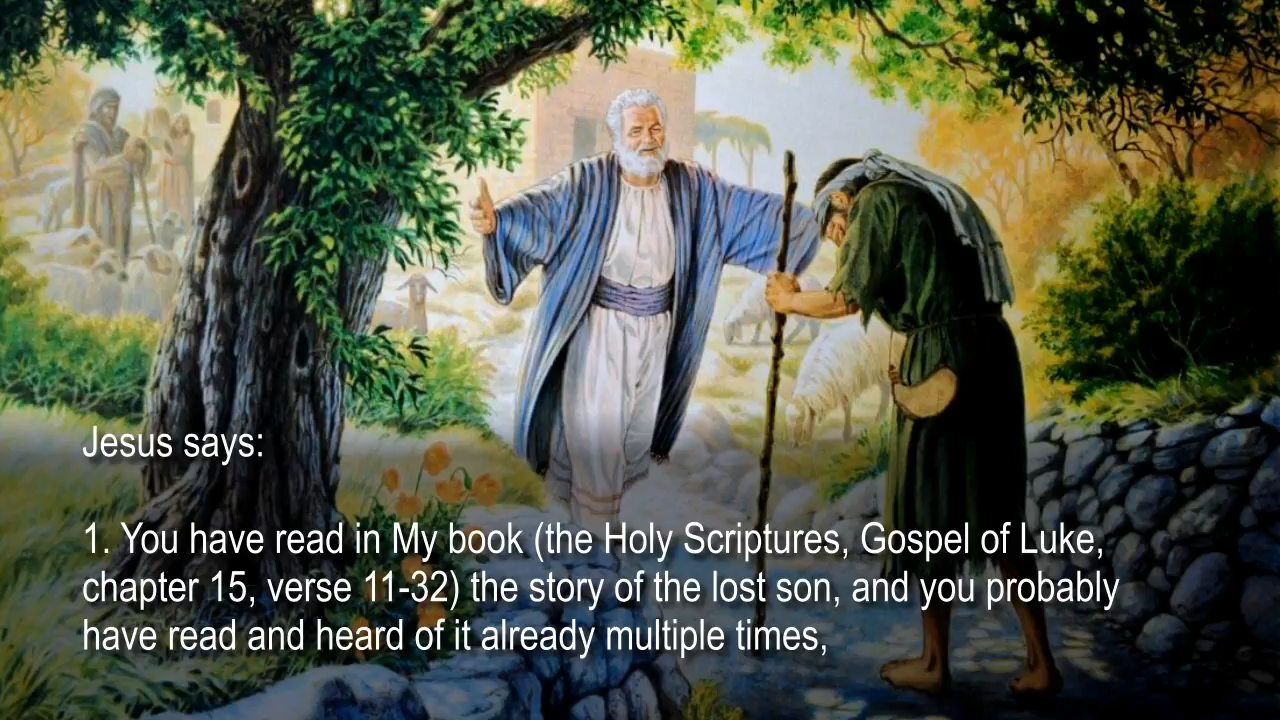 Jesus says:
1. You have read in My book (the Holy Scriptures, Gospel of Luke,
chapter 15, verse 11-32) the story of the lost son, and you probably
have read and heard of it already multiple times,